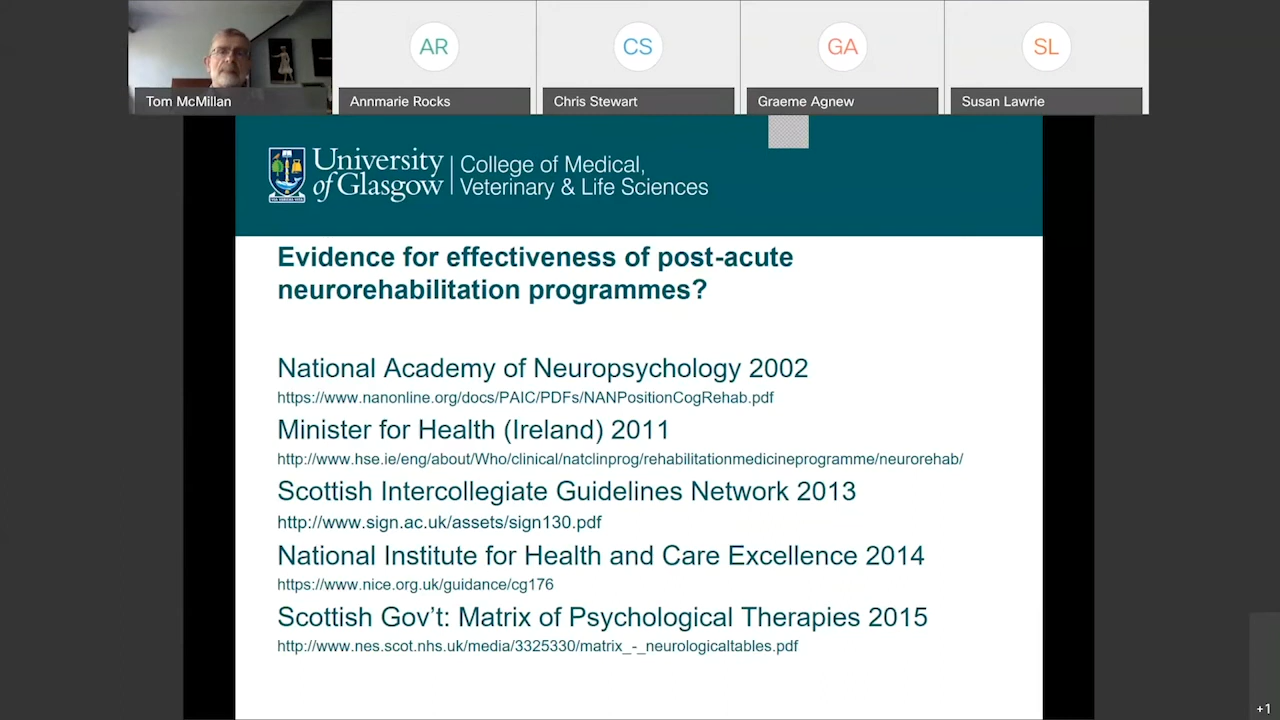 AR
CS
GA
SL
Tom McMillan
Annmarie Rocks
Chris Stewart
Graeme Agnew
Susan Lawrie
University
of Glasgow
College of Medical,
Veterinary & Life Sciences
Evidence for effectiveness of post-acute
neurorehabilitation programmes?
National Academy of Neuropsychology 2002
https://www.nanonline.org/docs/PAIC/PDFs/NANPositionCogRehab.pdf
Minister for Health (Ireland) 2011
http://www.hse.ie/eng/about/Who/clinical/natclinprog/rehabilitationmedicineprogramme/neurorehab/
Scottish Intercollegiate Guidelines Network 2013
http://www.sign.ac.uk/assets/sign130.pdf
National Institute for Health and Care Excellence 2014
https://www.nice.org.uk/guidance/cg176
Scottish Gov't: Matrix of Psychological Therapies 2015
http://www.nes.scot.nhs.uk/media/3325330/matrix_-_neurologicaltables.pdf
+1